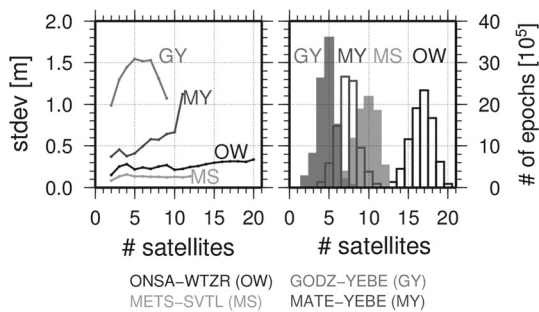 2.0
1.5
1.0
0.5
0.0
stdev [m]
GY
MY
OW
MS
0 5 10 15 20
# satellites
GY MY MS OW
0 5 10 15 20
# satellites
40
30
20
10
0
# of epochs [10⁵]
ONSA−WTZR (OW) GODZ−YEBE (GY)
METS−SVTL (MS) MATE−YEBE (MY)